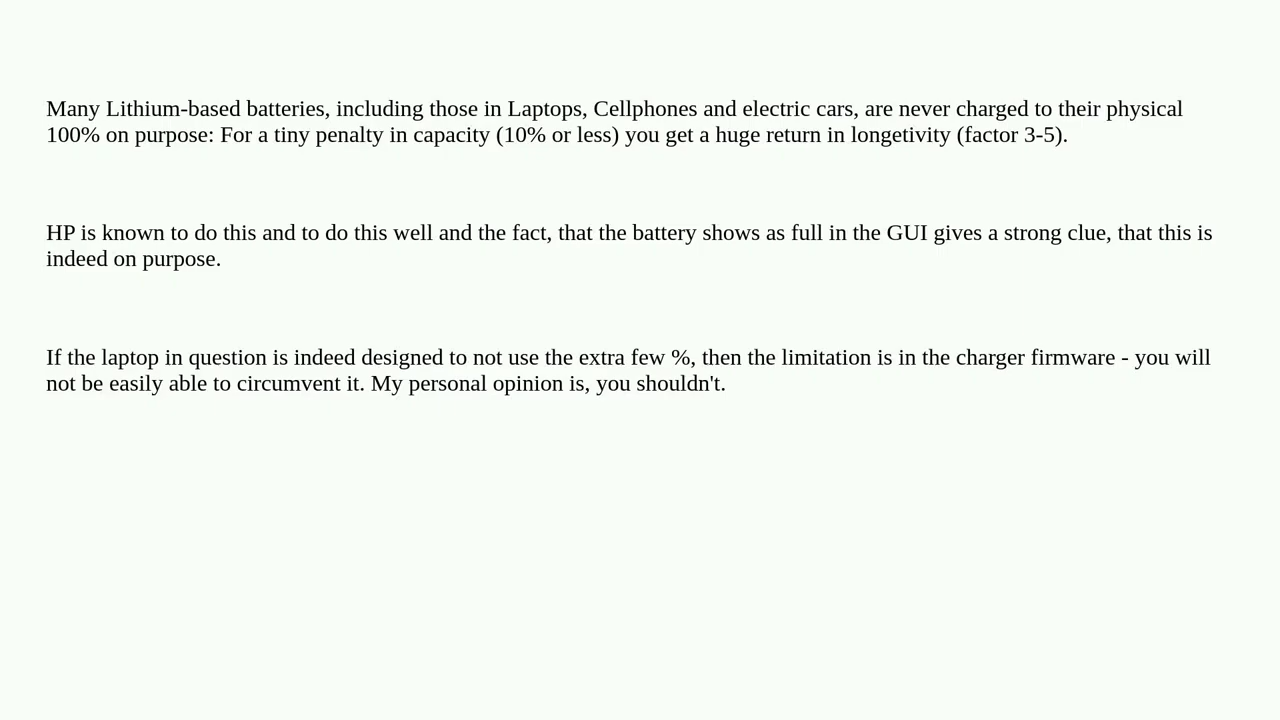 Many Lithium-based batteries, including those in Laptops, Cellphones and electric cars, are never charged to their physical
100% on purpose: For a tiny penalty in capacity (10% or less) you get a huge return in longetivity (factor 3-5).
HP is known to do this and to do this well and the fact, that the battery shows as full in the GUI gives a strong clue, that this is
indeed on purpose.
If the laptop in question is indeed designed to not use the extra few %, then the limitation is in the charger firmware - you will
not be easily able to circumvent it. My personal opinion is, you shouldn't.